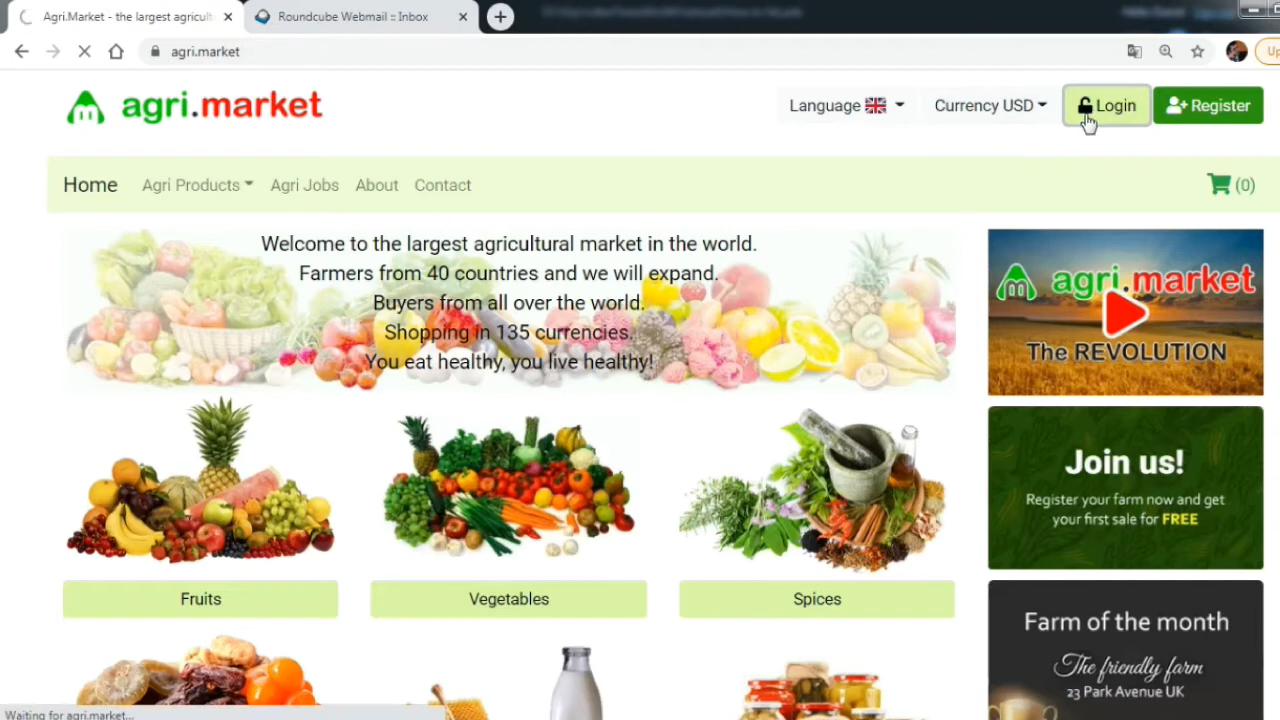 Agri.Market - the largest agricult
Roundcube Webmail :: Inbox
agri.market
Up
agri.market
Language
Currency USD
Login
Register
Home
Agri Products
Agri Jobs
About
Contact
(0)
Welcome to the largest agricultural market in the world.
Farmers from 40 countries and we will expand.
Buyers from all over the world.
Shopping in 135 currencies.
You eat healthy, you live healthy!
agri.market
The REVOLUTION
Join us!
Register your farm now and get
your first sale for FREE
Fruits
Vegetables
Spices
Farm of the month
The friendly farm
23 Park Avenue UK
Waiting for agri.market...